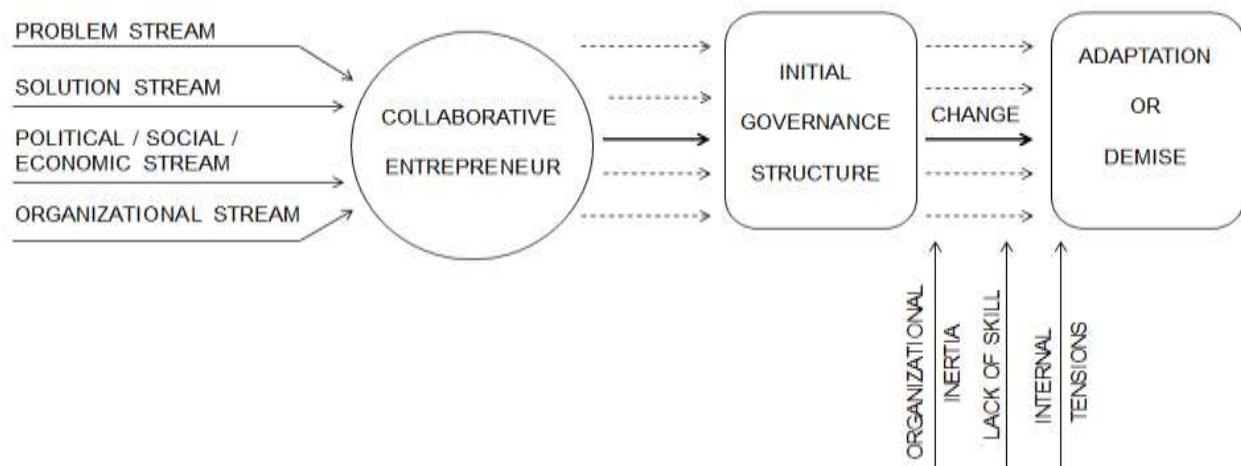 PROBLEM STREAM
SOLUTION STREAM
POLITICAL / SOCIAL /
ECONOMIC STREAM
ORGANIZATIONAL STREAM
COLLABORATIVE
ENTREPRENEUR
INITIAL
GOVERNANCE
STRUCTURE
CHANGE
ADAPTATION
OR
DEMISE
ORGANIZATIONAL
INERTIA
LACK OF SKILL
INTERNAL
TENSIONS